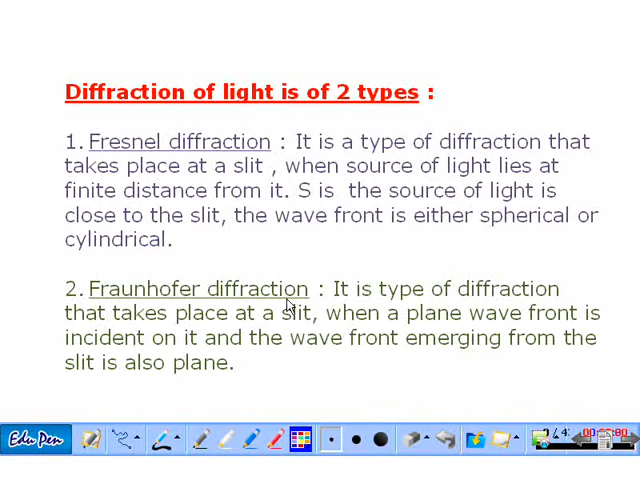 Diffraction of light is of 2 types :
1. Fresnel diffraction : It is a type of diffraction that
takes place at a slit , when source of light lies at
finite distance from it. S is the source of light is
close to the slit, the wave front is either spherical or
cylindrical.
2. Fraunhofer diffraction : It is type of diffraction
that takes place at a slit, when a plane wave front is
incident on it and the wave front emerging from the
slit is also plane.
Edu Pen